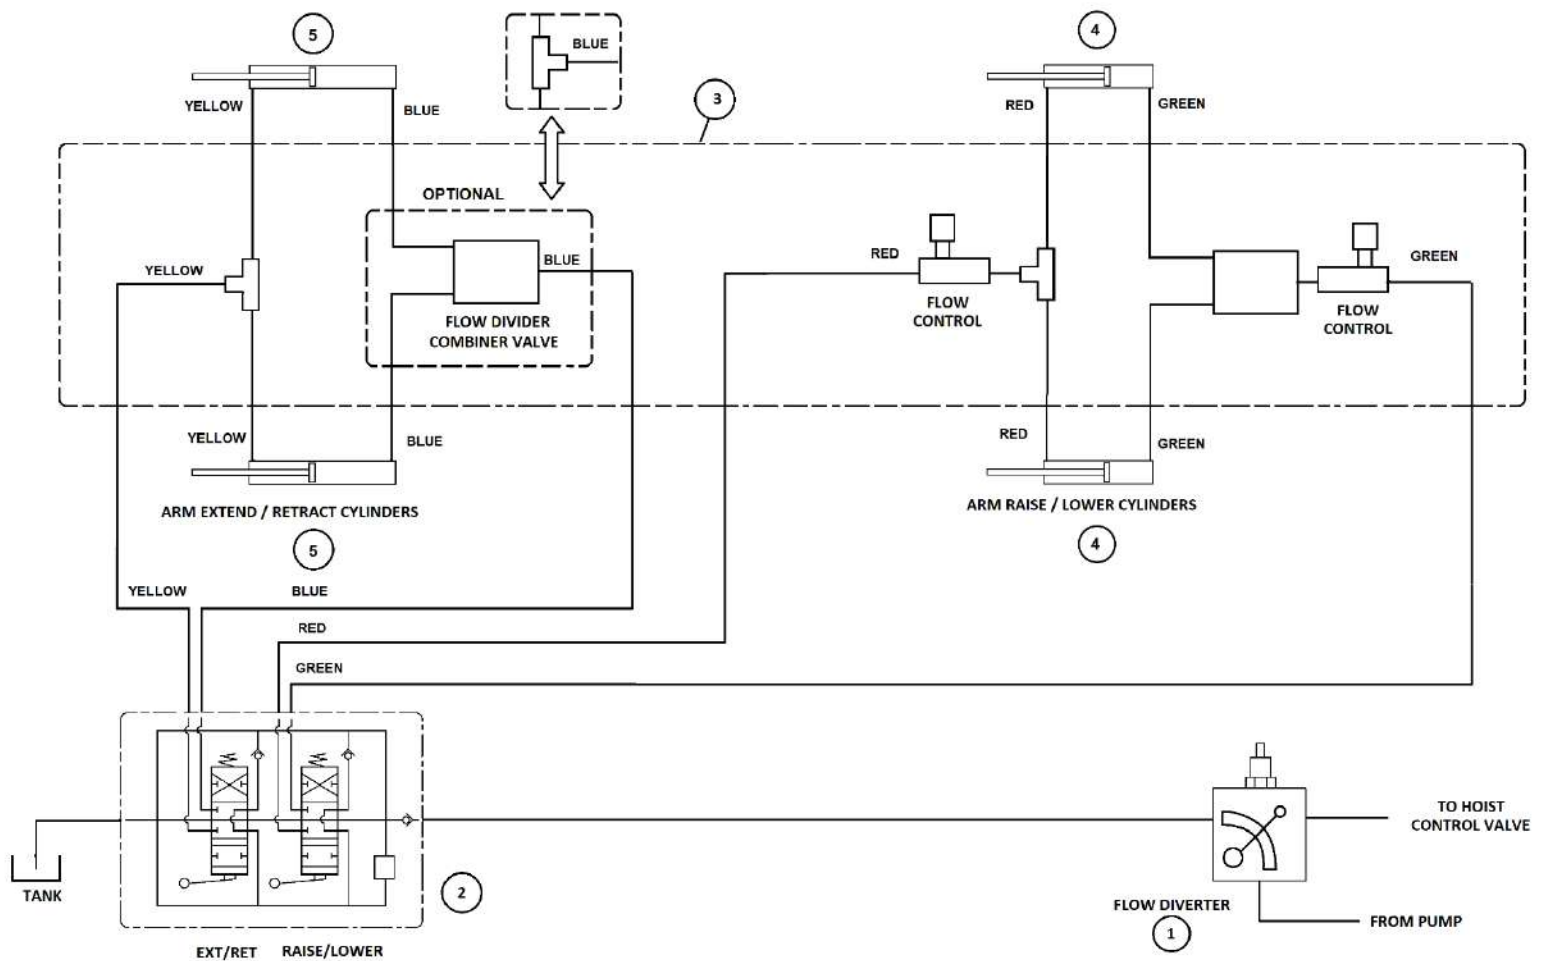 5
4
BLUE
3
YELLOW
BLUE
RED
GREEN
OPTIONAL
YELLOW
BLUE
RED
GREEN
FLOW DIVIDER
COMBINER VALVE
FLOW
CONTROL
FLOW
CONTROL
YELLOW
BLUE
RED
GREEN
ARM EXTEND / RETRACT CYLINDERS
ARM RAISE / LOWER CYLINDERS
5
4
YELLOW
BLUE
RED
GREEN
TO HOIST
CONTROL VALVE
TANK
2
FLOW DIVERTER
1
FROM PUMP
EXT/RET
RAISE/LOWER